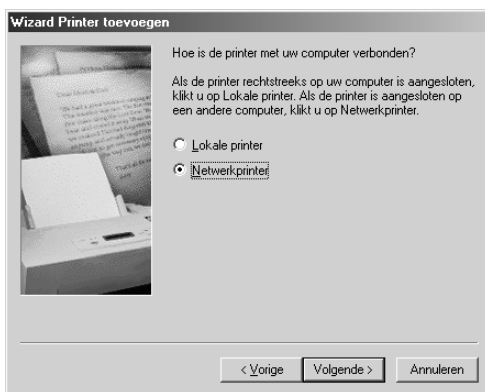 Wizard Printer toevoegen
Hoe is de printer met uw computer verbonden?
Als de printer rechtstreeks op uw computer is aangesloten,
klikt u op Lokale printer. Als de printer is aangesloten op
een andere computer, klikt u op Netwerkprinter.
Lokale printer
Netwerkprinter
< Vorige
Volgende >
Annuleren